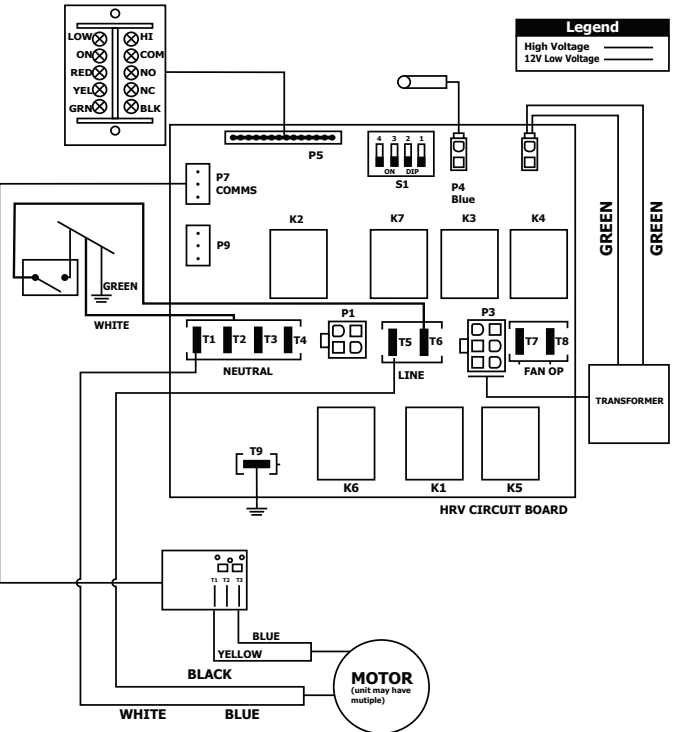 LOW HI
ON COM
RED NO
YEL NC
GRN BLK
Legend
High Voltage
12V Low Voltage
P5
4 3 2 1
ON DIP
S1
P4
Blue
P7
COMMS
P9
K2
K7
K3
K4
GREEN
GREEN
GREEN
WHITE
T1 T2 T3 T4
NEUTRAL
P1
T5 T6
LINE
P3
T7 T8
FAN OP
TRANSFORMER
T9
K6
K1
K5
HRV CIRCUIT BOARD
T1 T2 T3
BLUE
YELLOW
BLACK
MOTOR
(unit may have
mutiple)
WHITE BLUE